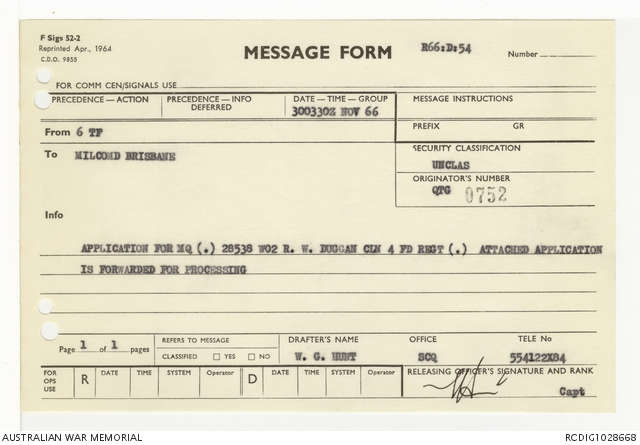 F Sigs 52-2
Reprinted Apr., 1964
C.D.O. 9855
MESSAGE FORM
R66:D:54
Number
FOR COMM CEN/SIGNALS USE
PRECEDENCE — ACTION
PRECEDENCE — INFO
DEFERRED
DATE — TIME — GROUP
300330Z NOV 66
MESSAGE INSTRUCTIONS
From 6 TF
PREFIX
GR
To
MILCOMD BRISBANE
SECURITY CLASSIFICATION
UNCLAS
ORIGINATOR'S NUMBER
QTG 0752
Info
APPLICATION FOR MQ (.) 28538 WO2 R. W. DUGGAN CLN 4 FD REGT (.) ATTACHED APPLICATION
IS FORWARDED FOR PROCESSING
Page 1 of 1 pages
REFERS TO MESSAGE
CLASSIFIED ☐ YES ☐ NO
DRAFTER'S NAME
W. G. HUNT
OFFICE
SCQ
TELE No
554122X84
FOR OPS USE
R
DATE
TIME
SYSTEM
Operator
D
DATE
TIME
SYSTEM
Operator
RELEASING OFFICER'S SIGNATURE AND RANK
Capt
AUSTRALIAN WAR MEMORIAL
RCDIG1028668